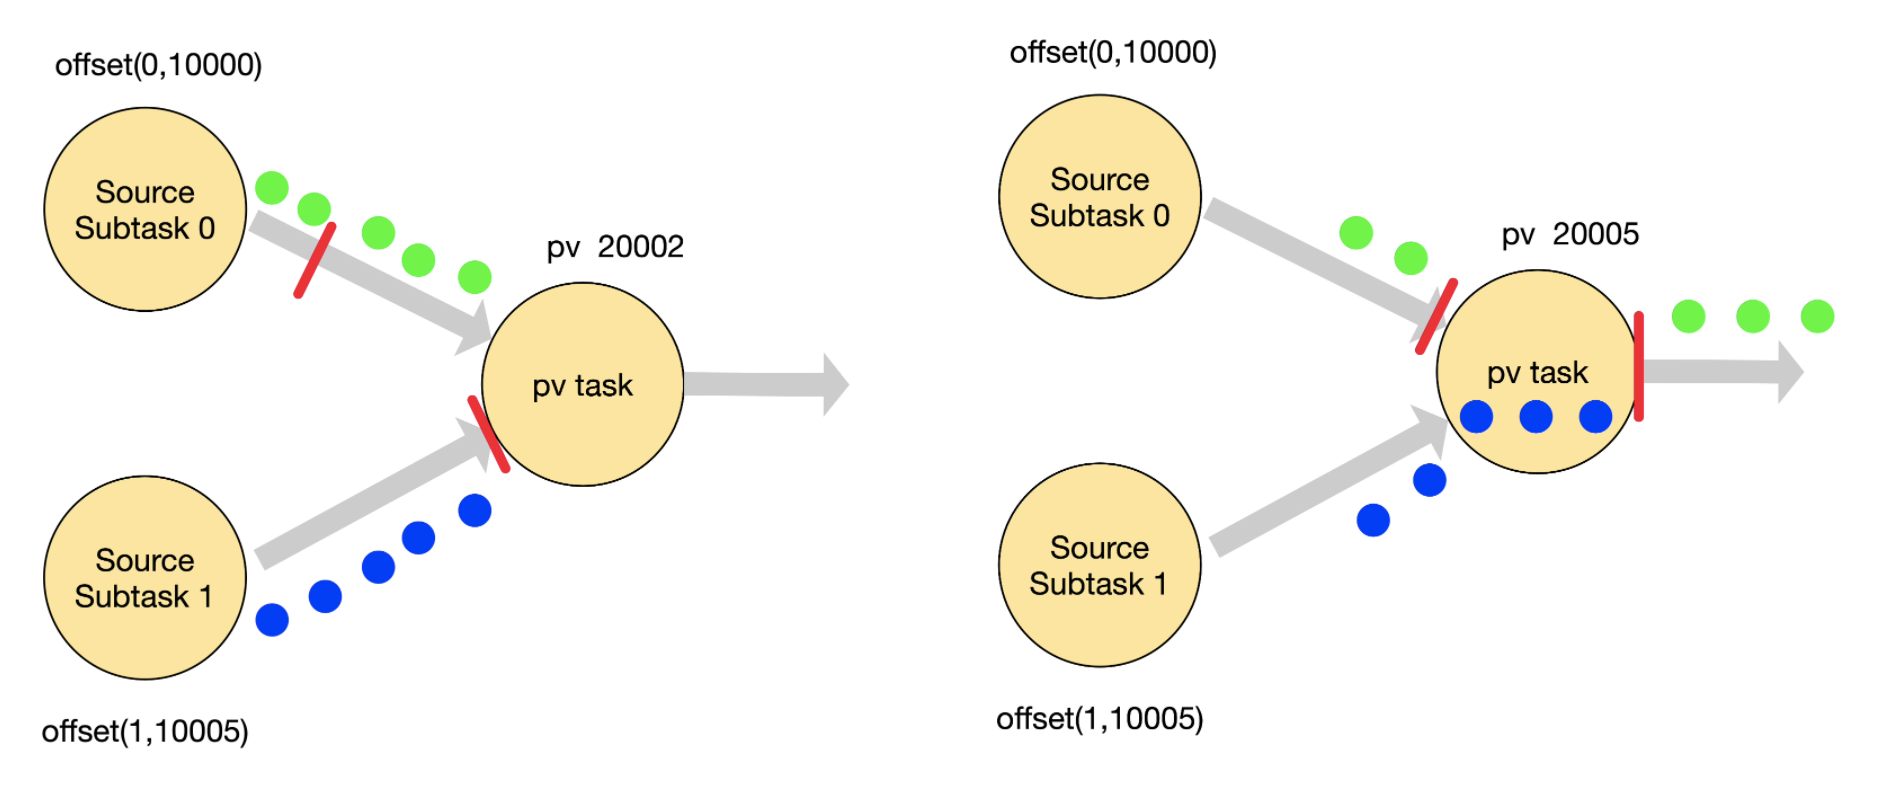 offset(0,10000)
Source
Subtask 0
pv 20002
pv task
Source
Subtask 1
offset(1,10005)
offset(0,10000)
Source
Subtask 0
pv 20005
pv task
Source
Subtask 1
offset(1,10005)